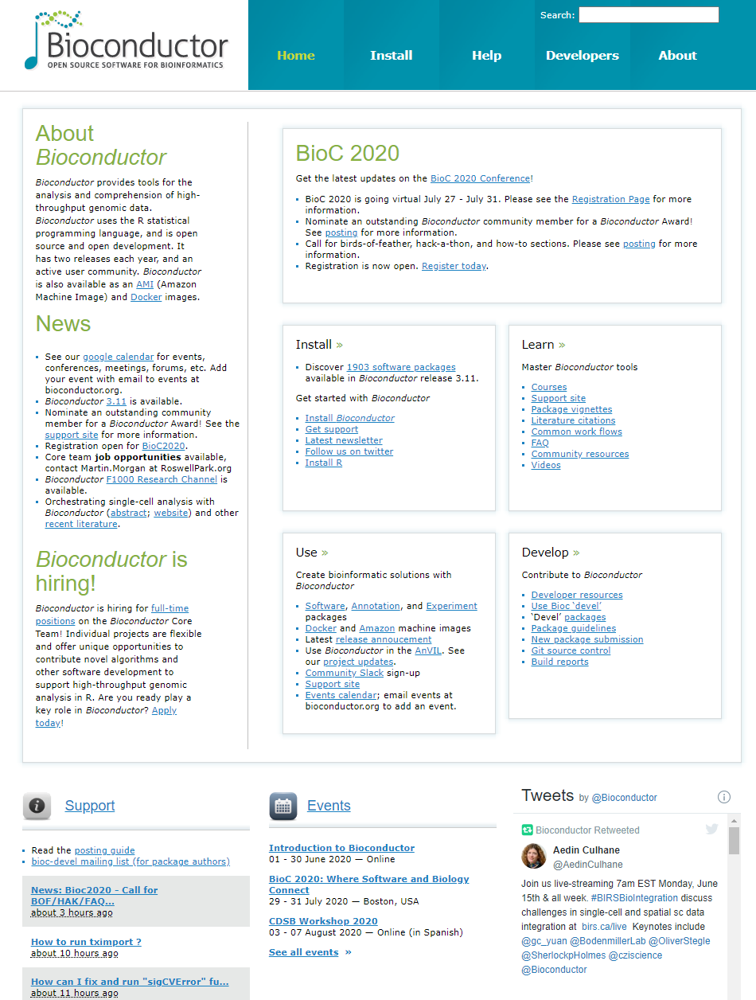 Bioconductor
OPEN SOURCE SOFTWARE FOR BIOINFORMATICS
Search:
Home
Install
Help
Developers
About
About
Bioconductor
Bioconductor provides tools for the
analysis and comprehension of high-
throughput genomic data.
Bioconductor uses the R statistical
programming language, and is open
source and open development. It
has two releases each year, and an
active user community. Bioconductor
is also available as an AMI (Amazon
Machine Image) and Docker images.
News
See our google calendar for events,
conferences, meetings, forums, etc. Add
your event with email to events at
bioconductor.org.
Bioconductor 3.11 is available.
Nominate an outstanding community
member for a Bioconductor Award! See the
support site for more information.
Registration open for BioC2020.
Core team job opportunities available,
contact Martin.Morgan at RoswellPark.org
Bioconductor F1000 Research Channel is
available.
Orchestrating single-cell analysis with
Bioconductor (abstract; website) and other
recent literature.
Bioconductor is
hiring!
Bioconductor is hiring for full-time
positions on the Bioconductor Core
Team! Individual projects are flexible
and offer unique opportunities to
contribute novel algorithms and
other software development to
support high-throughput genomic
analysis in R. Are you ready play a
key role in Bioconductor? Apply
today!
BioC 2020
Get the latest updates on the BioC 2020 Conference!
BioC 2020 is going virtual July 27 - July 31. Please see the Registration Page for more
information.
Nominate an outstanding Bioconductor community member for a Bioconductor Award!
See posting for more information.
Call for birds-of-feather, hack-a-thon, and how-to sections. Please see posting for more
information.
Registration is now open. Register today.
Install »
Discover 1903 software packages
available in Bioconductor release 3.11.
Get started with Bioconductor
Install Bioconductor
Get support
Latest newsletter
Follow us on twitter
Install R
Learn »
Master Bioconductor tools
Courses
Support site
Package vignettes
Literature citations
Common work flows
FAQ
Community resources
Videos
Use »
Create bioinformatic solutions with
Bioconductor
Software, Annotation, and Experiment
packages
Docker and Amazon machine images
Latest release annoucement
Use Bioconductor in the AnVIL. See
our project updates.
Community Slack sign-up
Support site
Events calendar; email events at
bioconductor.org to add an event.
Develop »
Contribute to Bioconductor
Developer resources
Use Bioc ‘devel’
‘Devel’ packages
Package guidelines
New package submission
Git source control
Build reports
Support
Read the posting guide
bioc-devel mailing list (for package authors)
News: Bioc2020 - Call for
BOF/HAK/FAQ...
about 3 hours ago
How to run tximport ?
about 10 hours ago
How can I fix and run "sigCVError" fu...
about 11 hours ago
Events
Introduction to Bioconductor
01 - 30 June 2020 — Online
BioC 2020: Where Software and Biology
Connect
29 - 31 July 2020 — Boston, USA
CDSB Workshop 2020
03 - 07 August 2020 — Online (in Spanish)
See all events »
Tweets by @Bioconductor
Bioconductor Retweeted
Aedin Culhane
@AedinCulhane
Join us live-streaming 7am EST Monday, June
15th & all week. #BIRSBioIntegration discuss
challenges in single-cell and spatial sc data
integration at birs.ca/live Keynotes include
@gc_yuan @BodenmillerLab @OliverStegle
@SherlockpHolmes @cziscience
@Bioconductor